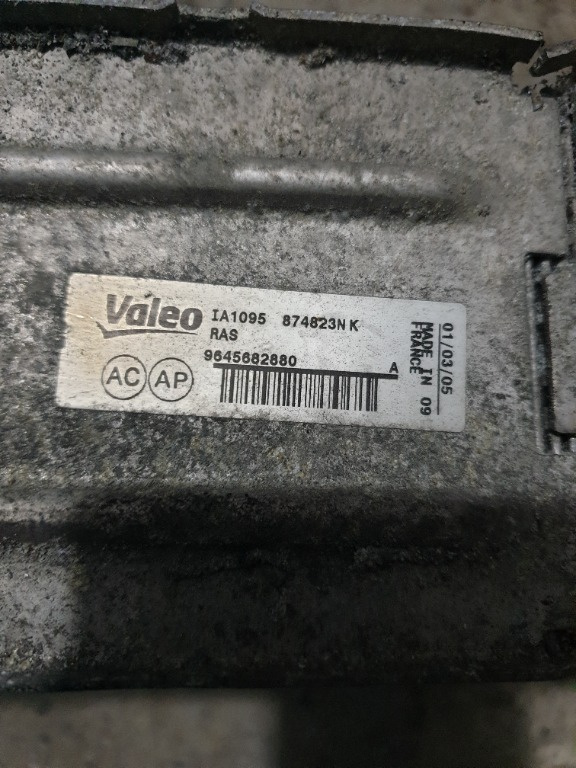 Valeo IA1095 874823N K
RAS
9645682880 A
AC AP
01/03/05
MADE IN 09
FRANCE